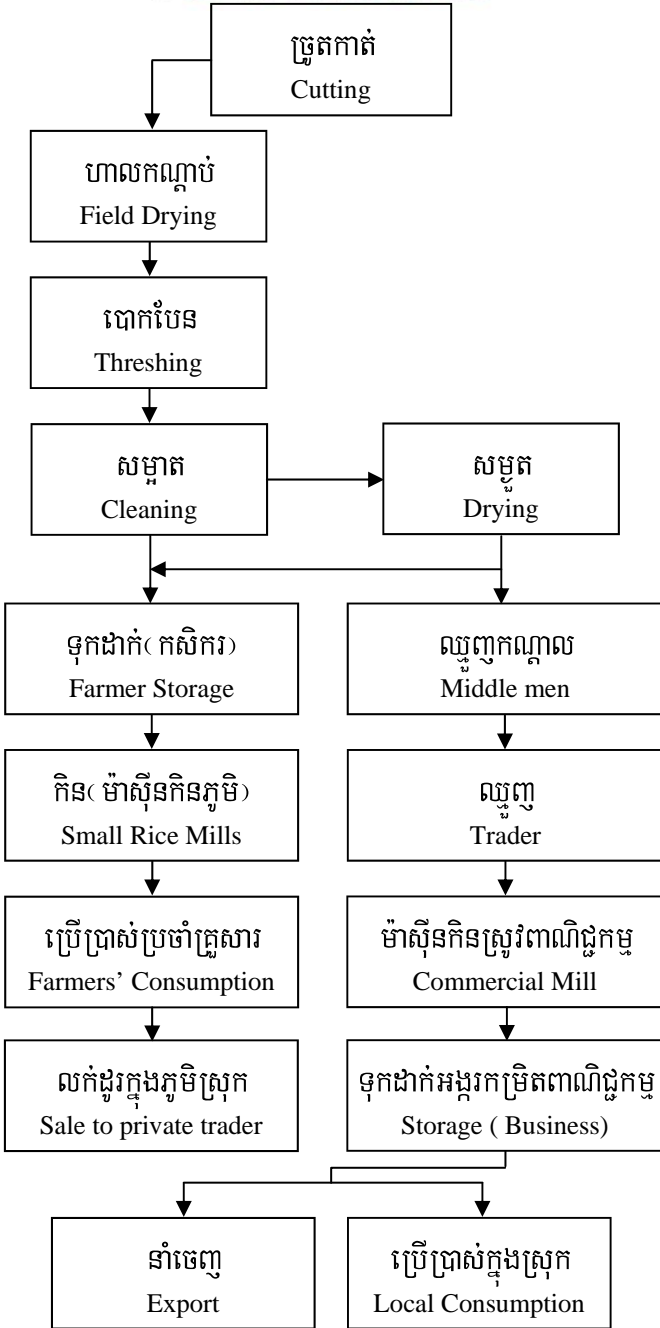 ច្រូតកាត់
Cutting
ហាលកណ្ដាប់
Field Drying
បោកបែន
Threshing
សម្អាត
Cleaning
សម្ងួត
Drying
ទុកដាក់( កសិករ)
Farmer Storage
ឈ្មួញកណ្ដាល
Middle men
កិន( ម៉ាស៊ីនកិនភូមិ)
Small Rice Mills
ឈ្មួញ
Trader
ប្រើប្រាស់ប្រចាំគ្រួសារ
Farmers’ Consumption
ម៉ាស៊ីនកិនស្រូវពាណិជ្ជកម្ម
Commercial Mill
លក់ដូរក្នុងភូមិស្រុក
Sale to private trader
ទុកដាក់អង្ករកម្រិតពាណិជ្ជកម្ម
Storage ( Business)
នាំចេញ
Export
ប្រើប្រាស់ក្នុងស្រុក
Local Consumption